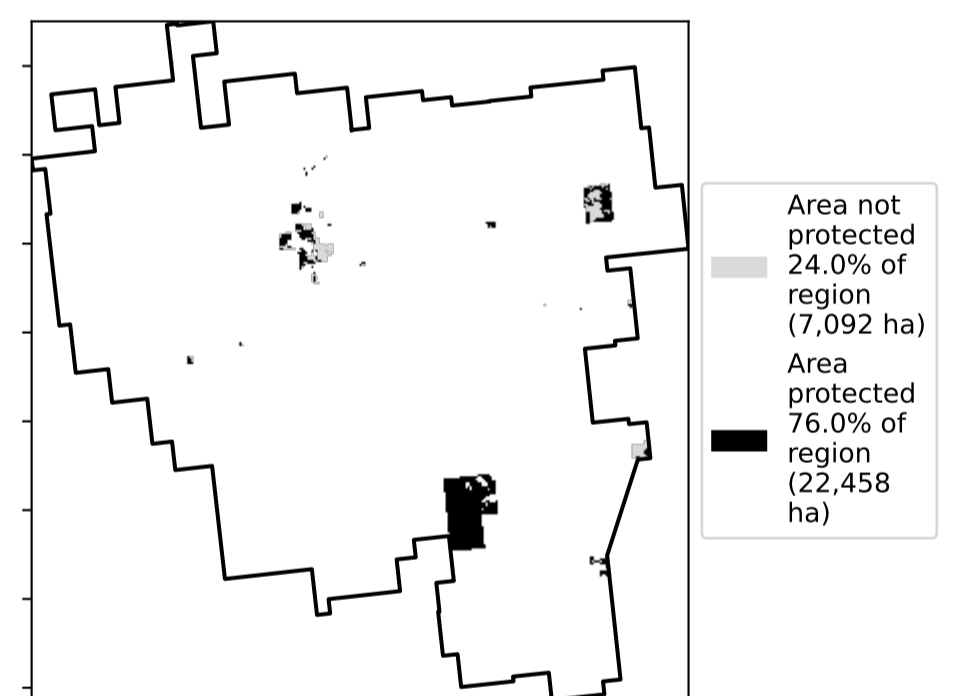 Area not
protected
24.0% of
region
(7,092 ha)
Area
protected
76.0% of
region
(22,458
ha)